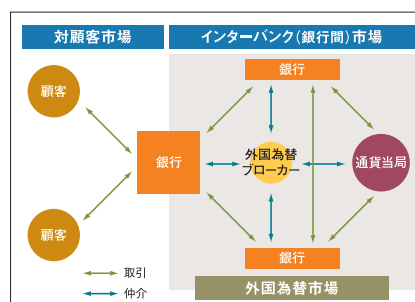 対顧客市場
インターバンク(銀行間)市場
顧客
銀行
銀行
外国為替
ブローカー
通貨当局
顧客
銀行
取引
仲介
外国為替市場